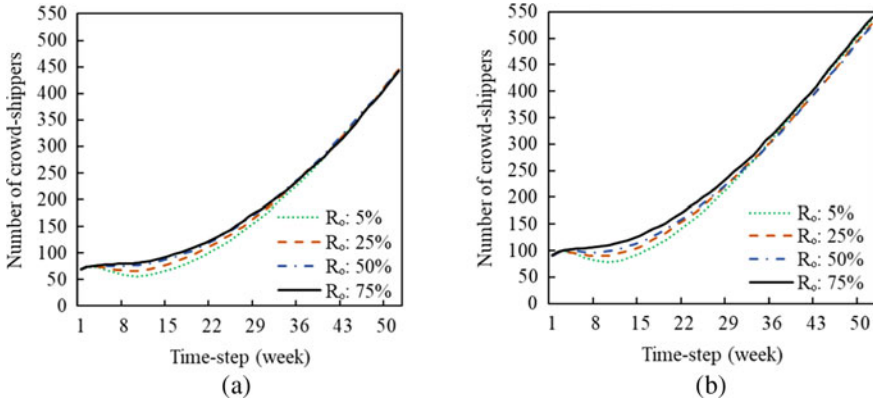 550
500
450
400
350
300
250
200
150
100
50
0
Number of crowd-shippers
Rₒ: 5%
Rₒ: 25%
Rₒ: 50%
Rₒ: 75%
1 8 15 22 29 36 43 50
Time-step (week)
(a)
550
500
450
400
350
300
250
200
150
100
50
0
Number of crowd-shippers
Rₒ: 5%
Rₒ: 25%
Rₒ: 50%
Rₒ: 75%
1 8 15 22 29 36 43 50
Time-step (week)
(b)